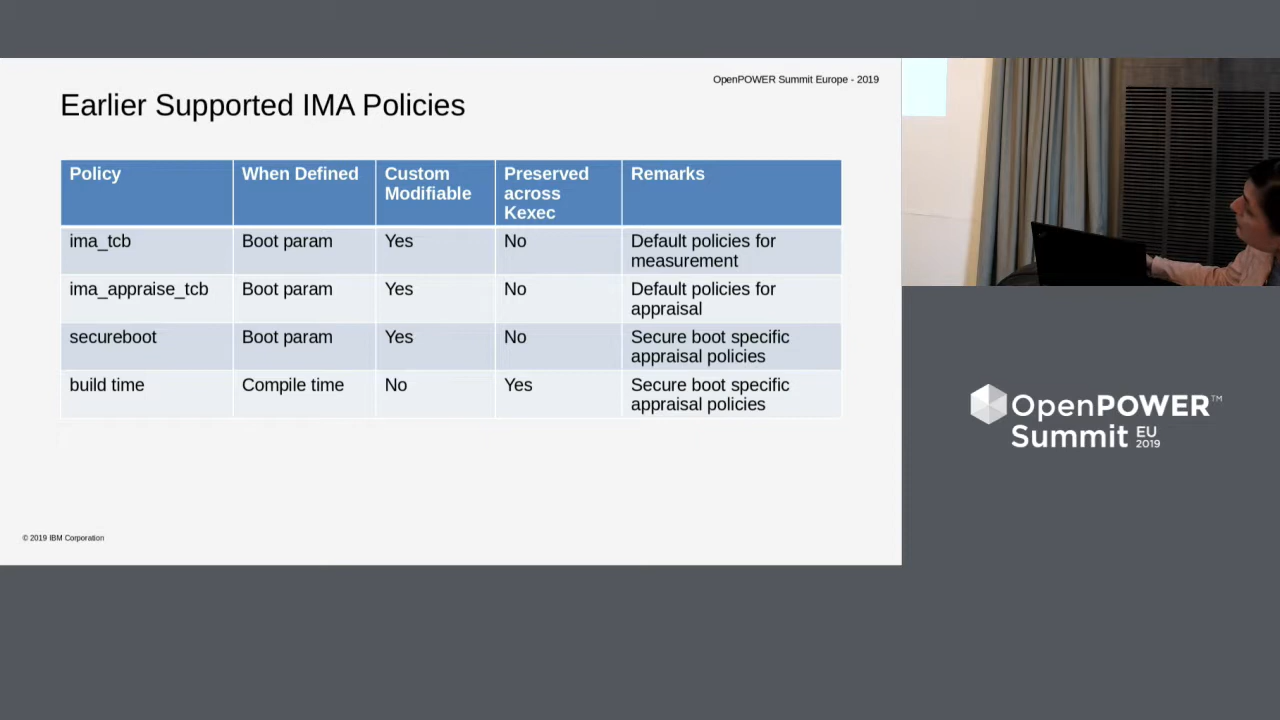 OpenPOWER Summit Europe - 2019
Earlier Supported IMA Policies
Policy
When Defined
Custom
Modifiable
Preserved
across
Kexec
Remarks
ima_tcb
Boot param
Yes
No
Default policies for
measurement
ima_appraise_tcb
Boot param
Yes
No
Default policies for
appraisal
secureboot
Boot param
Yes
No
Secure boot specific
appraisal policies
build time
Compile time
No
Yes
Secure boot specific
appraisal policies
© 2019 IBM Corporation
OpenPOWER™
Summit EU
2019